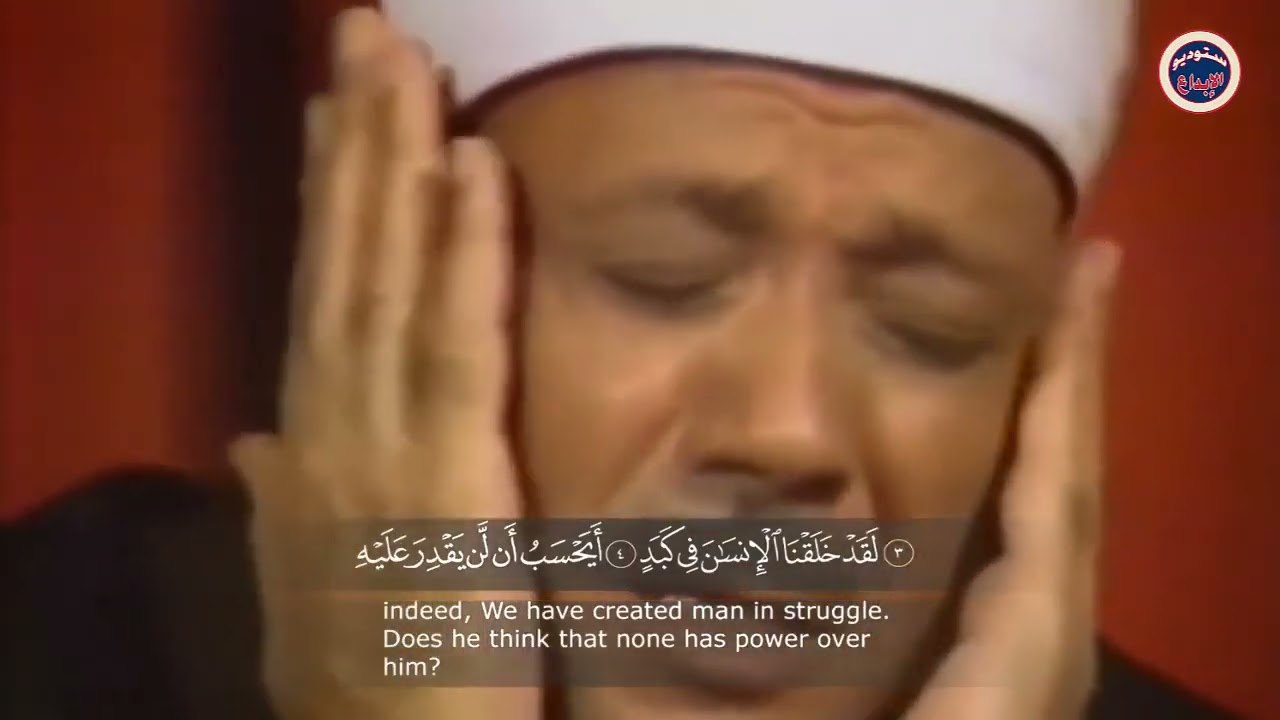 ستوديو
الإبداع
٣ لَقَدْ خَلَقْنَا ٱلْإِنسَٰنَ فِى كَبَدٍ ٤ أَيَحْسَبُ أَن لَّن يَقْدِرَ عَلَيْهِ
indeed, We have created man in struggle.
Does he think that none has power over
him?